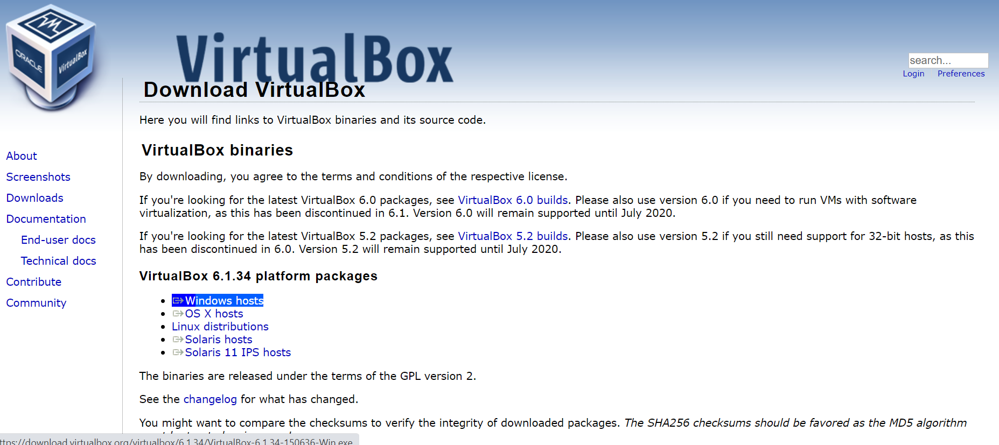 ORACLE
VirtualBox
VirtualBox
search...
Login Preferences
Download VirtualBox
Here you will find links to VirtualBox binaries and its source code.
About
Screenshots
Downloads
Documentation
End-user docs
Technical docs
Contribute
Community
VirtualBox binaries
By downloading, you agree to the terms and conditions of the respective license.
If you're looking for the latest VirtualBox 6.0 packages, see VirtualBox 6.0 builds. Please also use version 6.0 if you need to run VMs with software
virtualization, as this has been discontinued in 6.1. Version 6.0 will remain supported until July 2020.
If you're looking for the latest VirtualBox 5.2 packages, see VirtualBox 5.2 builds. Please also use version 5.2 if you still need support for 32-bit hosts, as this
has been discontinued in 6.0. Version 5.2 will remain supported until July 2020.
VirtualBox 6.1.34 platform packages
Windows hosts
OS X hosts
Linux distributions
Solaris hosts
Solaris 11 IPS hosts
The binaries are released under the terms of the GPL version 2.
See the changelog for what has changed.
You might want to compare the checksums to verify the integrity of downloaded packages. The SHA256 checksums should be favored as the MD5 algorithm
ttps://download.virtualbox.org/virtualbox/6.1.34/VirtualBox-6.1.34-150636-Win.exe